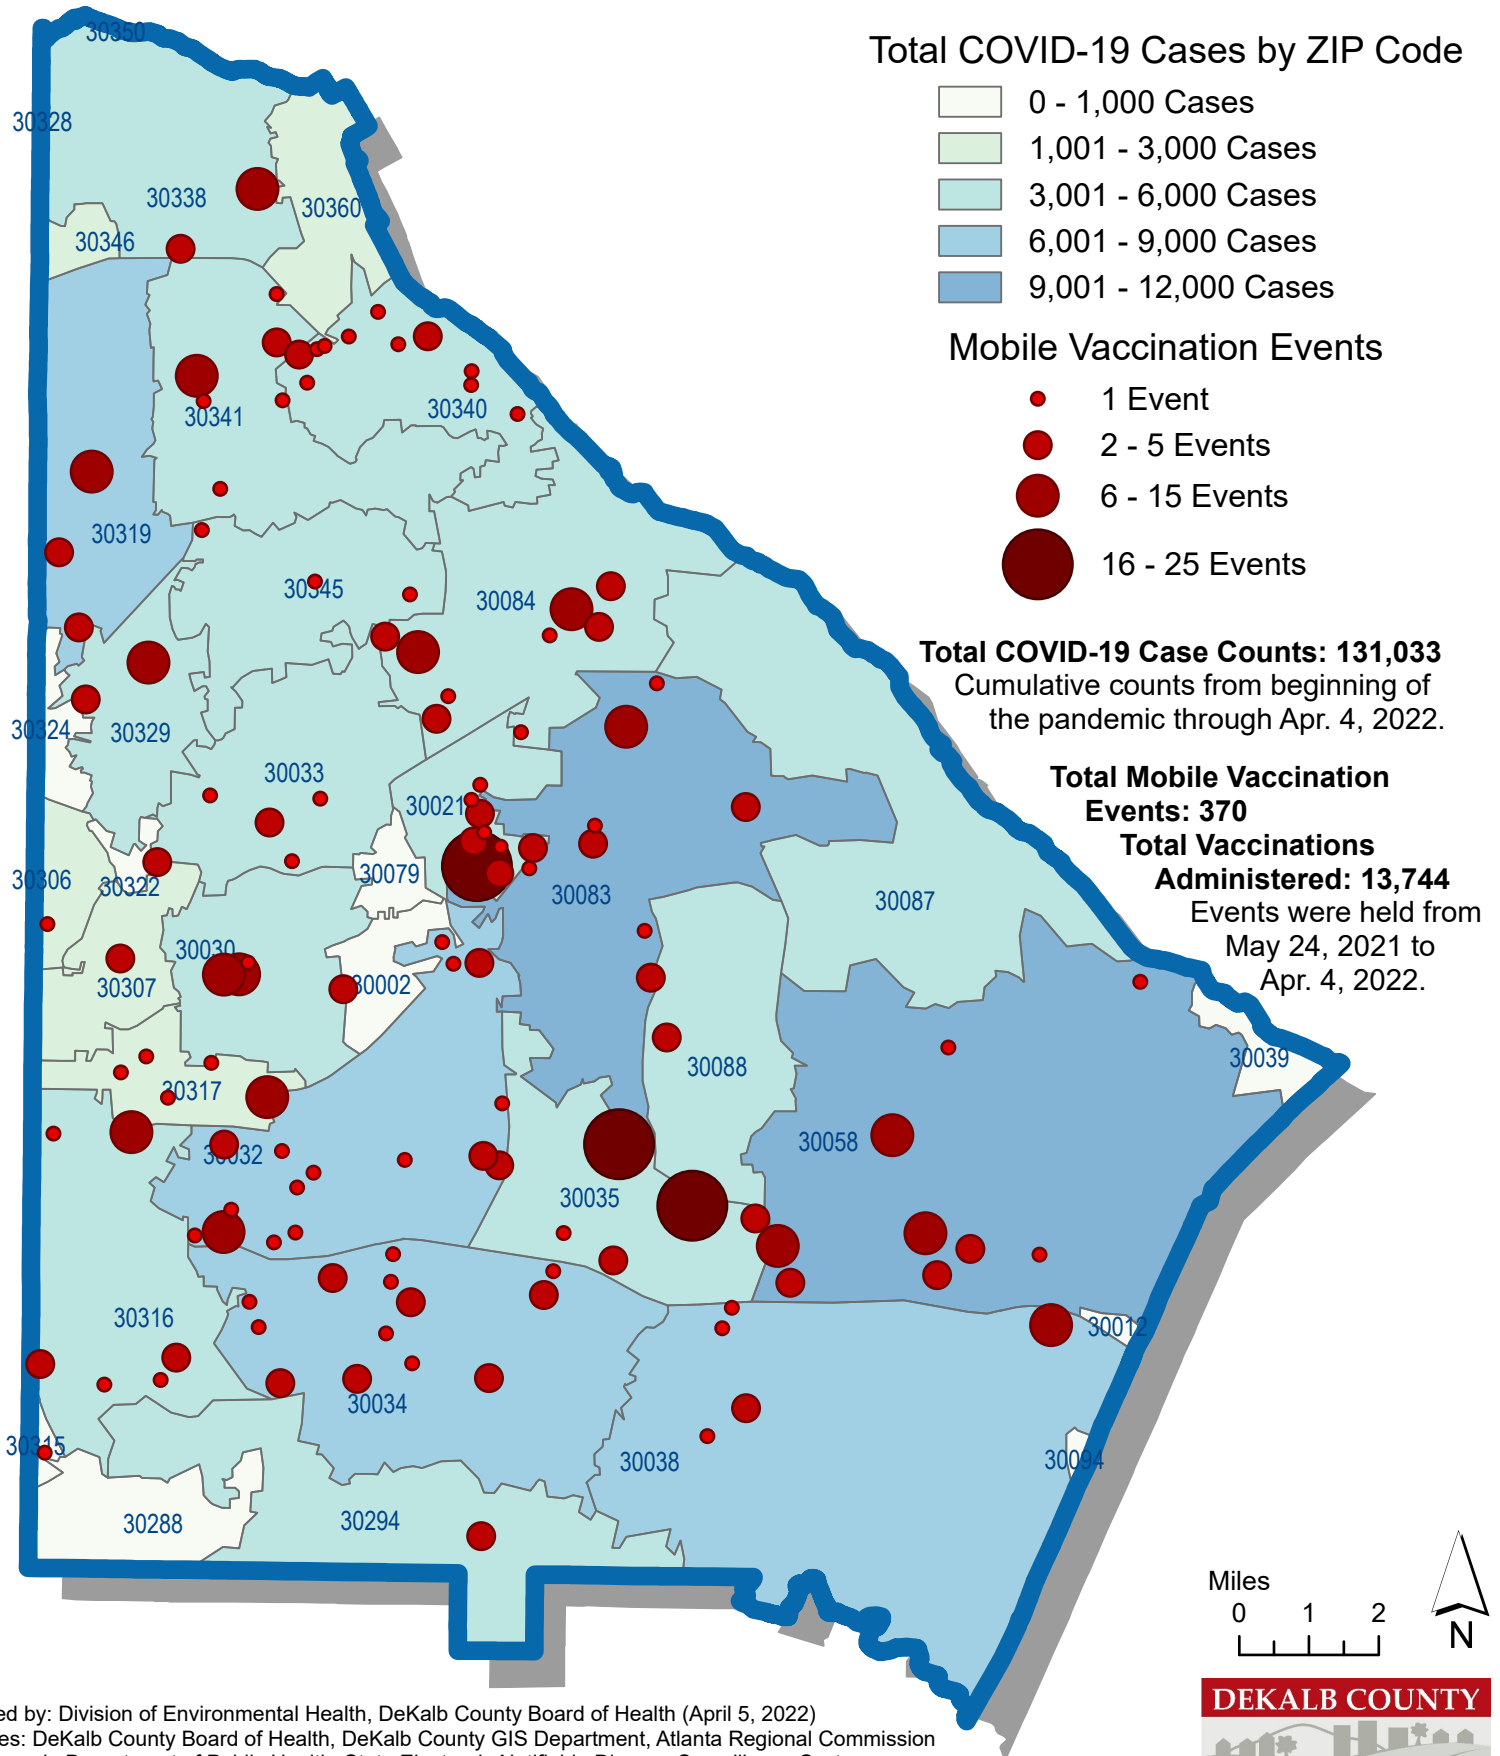 Total COVID-19 Cases by ZIP Code
0 - 1,000 Cases
1,001 - 3,000 Cases
3,001 - 6,000 Cases
6,001 - 9,000 Cases
9,001 - 12,000 Cases
Mobile Vaccination Events
1 Event
2 - 5 Events
6 - 15 Events
16 - 25 Events
Total COVID-19 Case Counts: 131,033
Cumulative counts from beginning of
the pandemic through Apr. 4, 2022.
Total Mobile Vaccination
Events: 370
Total Vaccinations
Administered: 13,744
Events were held from
May 24, 2021 to
Apr. 4, 2022.
30350
30328
30338
30360
30346
30341
30340
30319
30345
30084
30324
30329
30033
30021
30306
30322
30079
30083
30087
30030
30307
30002
30039
30317
30088
30032
30058
30035
30316
30012
30034
30315
30038
30094
30288
30294
Miles
0 1 2
N
DEKALB COUNTY
ed by: Division of Environmental Health, DeKalb County Board of Health (April 5, 2022)
es: DeKalb County Board of Health, DeKalb County GIS Department, Atlanta Regional Commission